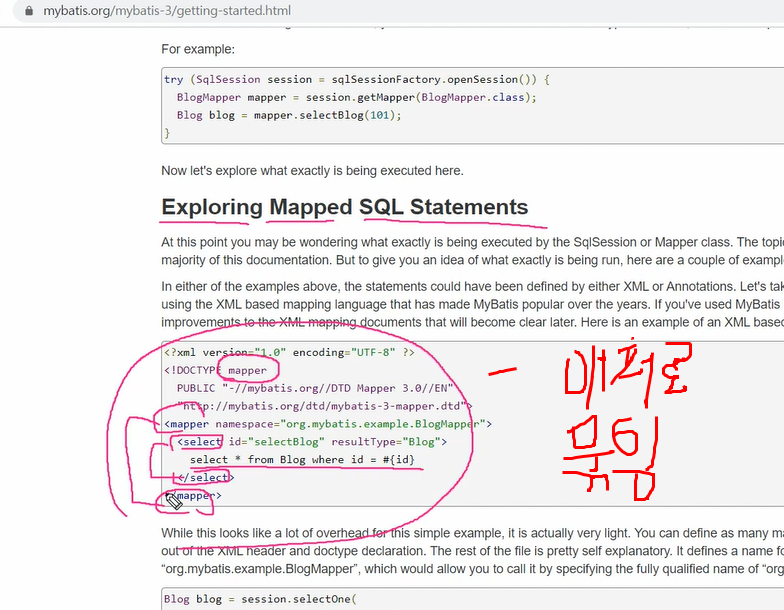 mybatis.org/mybatis-3/getting-started.html
For example:
try (SqlSession session = sqlSessionFactory.openSession()) {
BlogMapper mapper = session.getMapper(BlogMapper.class);
Blog blog = mapper.selectBlog(101);
}
Now let's explore what exactly is being executed here.
Exploring Mapped SQL Statements
At this point you may be wondering what exactly is being executed by the SqlSession or Mapper class. The
majority of this documentation. But to give you an idea of what exactly is being run, here are a couple of
In either of the examples above, the statements could have been defined by either XML or Annotations. Let's
using the XML based mapping language that has made MyBatis popular over the years. If you've used MyBatis
improvements to the XML mapping documents that will become clear later. Here is an example of an XML
<?xml version="1.0" encoding="UTF-8" ?>
<!DOCTYPE mapper
PUBLIC "-//mybatis.org//DTD Mapper 3.0//EN"
"http://mybatis.org/dtd/mybatis-3-mapper.dtd">
<mapper namespace="org.mybatis.example.BlogMapper">
<select id="selectBlog" resultType="Blog">
select * from Blog where id = #{id}
</select>
</mapper>
매퍼로
묶임
While this looks like a lot of overhead for this simple example, it is actually very light. You can define as many
out of the XML header and doctype declaration. The rest of the file is pretty self explanatory. It defines a name
“org.mybatis.example.BlogMapper”, which would allow you to call it by specifying the fully qualified name of
Blog blog = session.selectOne(